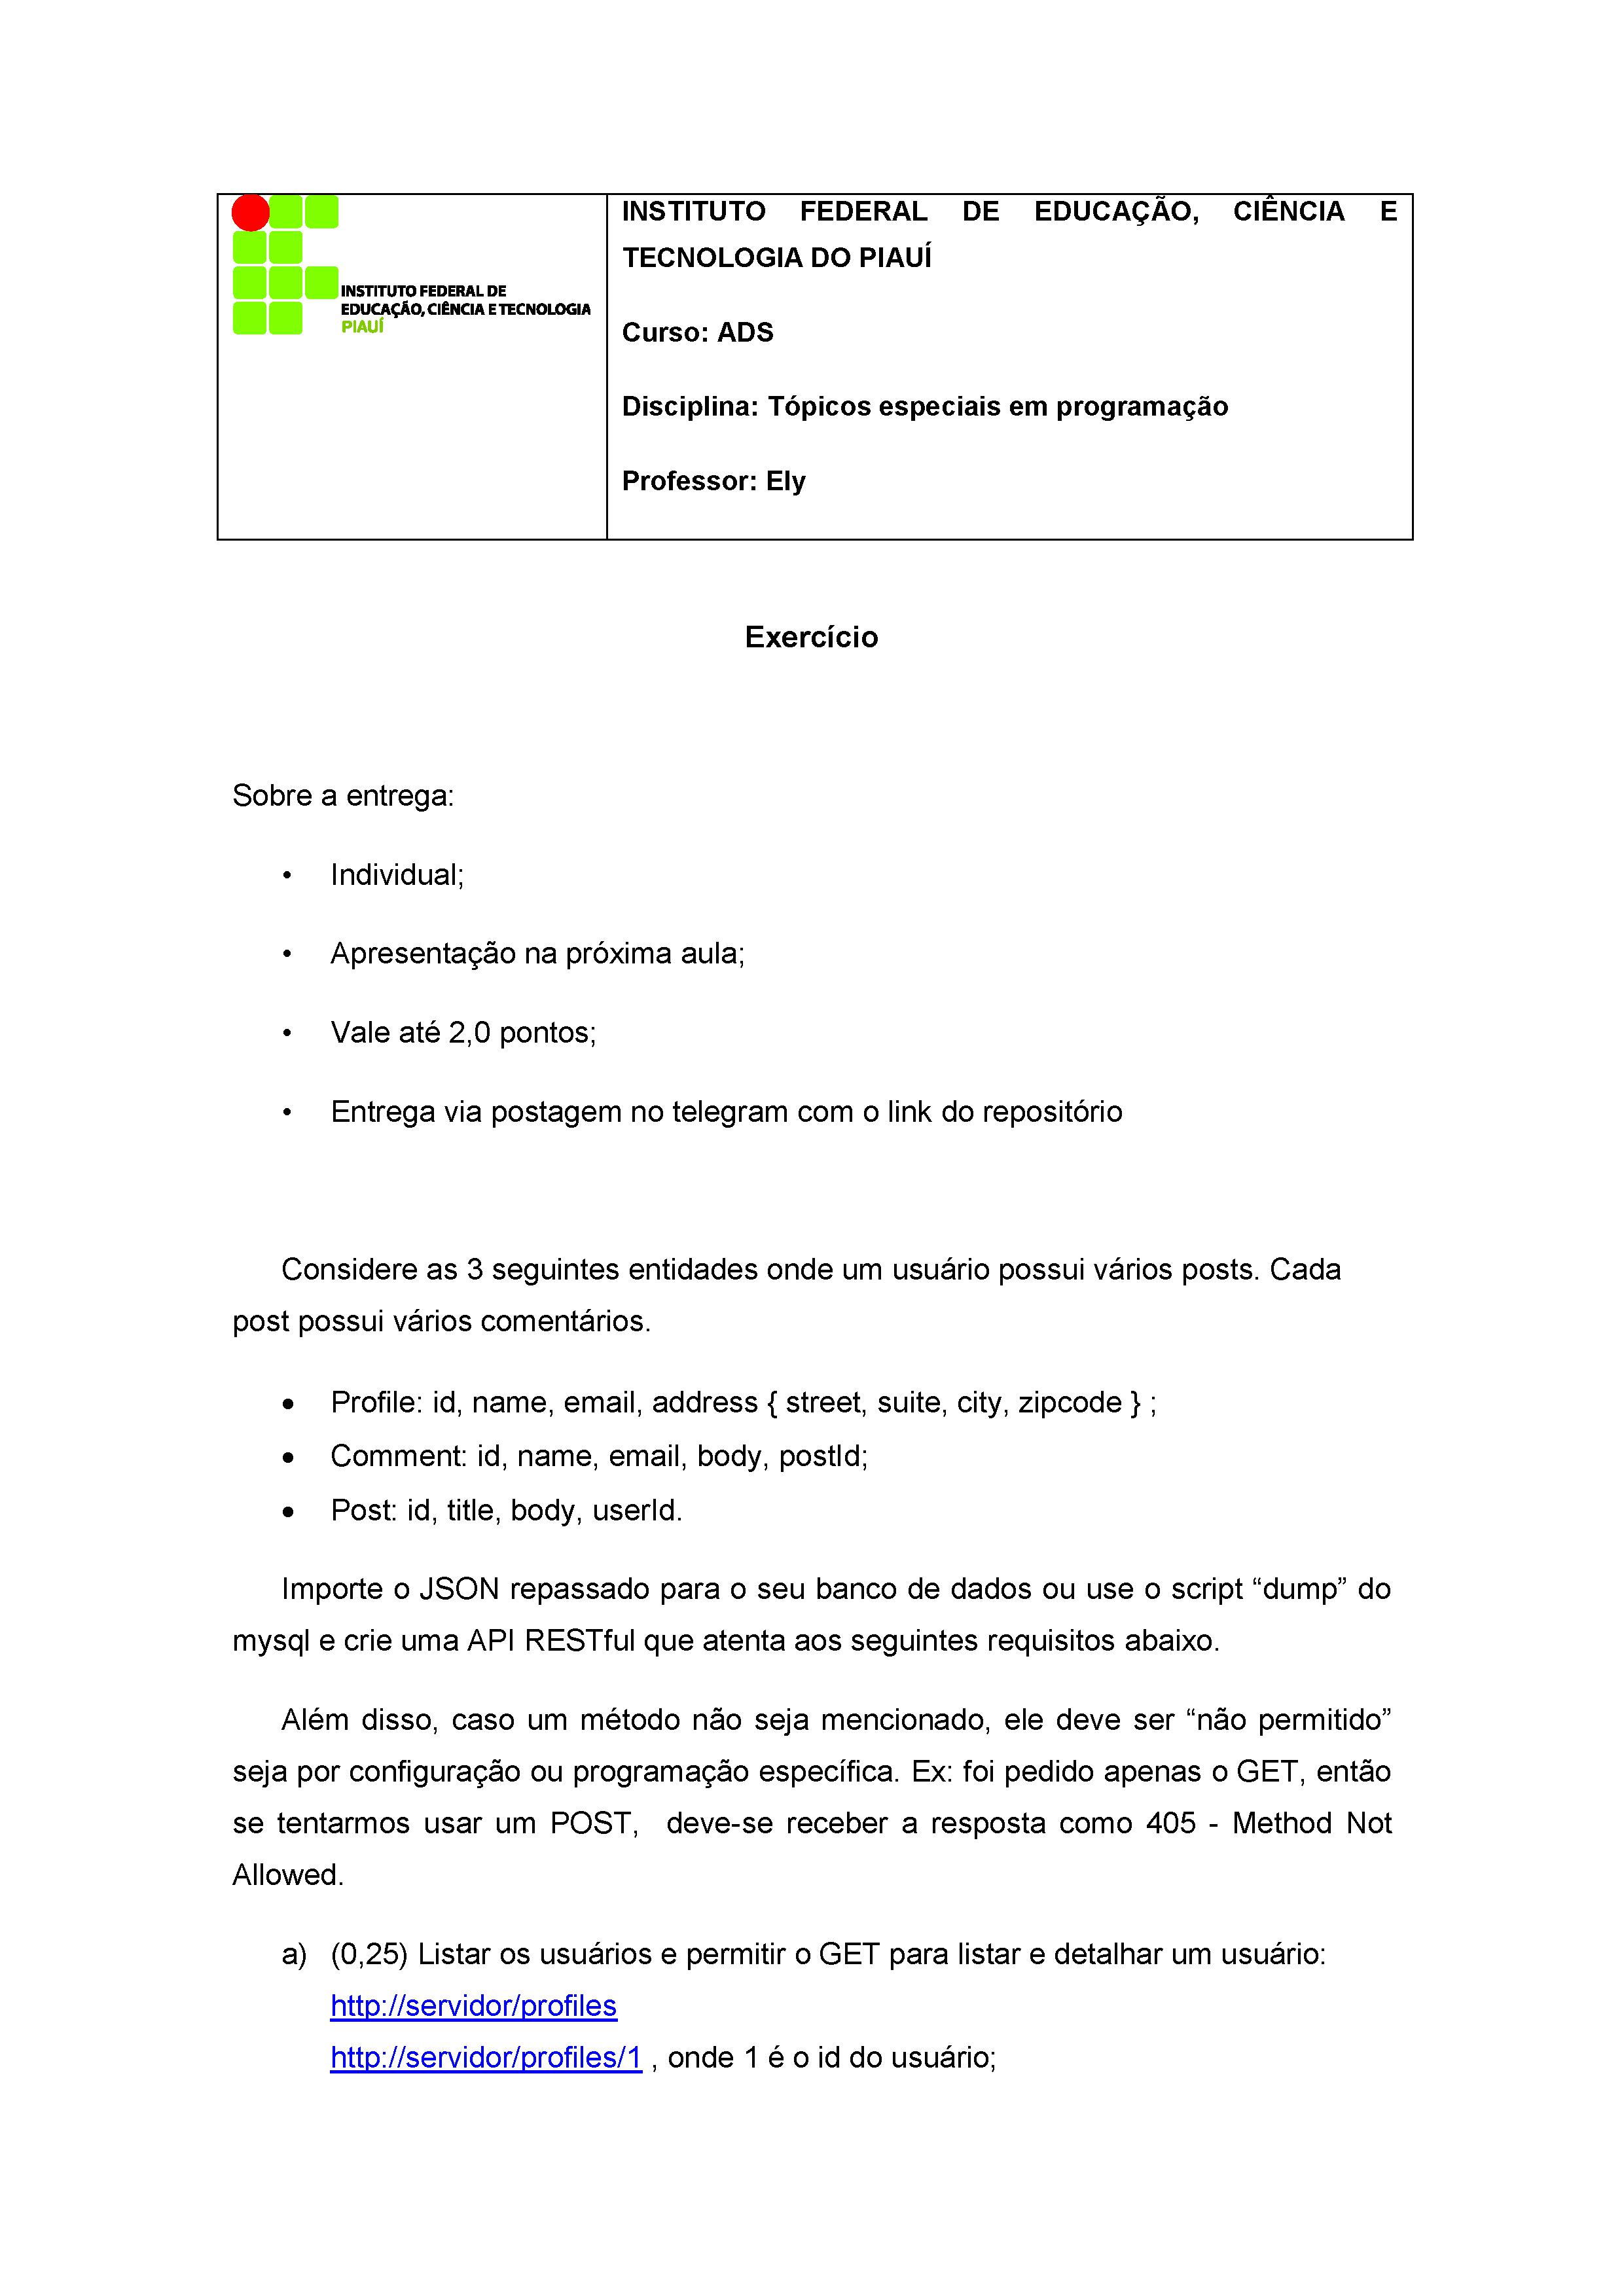 INSTITUTO FEDERAL DE
EDUCAÇÃO, CIÊNCIA E TECNOLOGIA
PIAUÍ
INSTITUTO FEDERAL DE EDUCAÇÃO, CIÊNCIA E
TECNOLOGIA DO PIAUÍ
Curso: ADS
Disciplina: Tópicos especiais em programação
Professor: Ely
Exercício
Sobre a entrega:
• Individual;
• Apresentação na próxima aula;
• Vale até 2,0 pontos;
• Entrega via postagem no telegram com o link do repositório
Considere as 3 seguintes entidades onde um usuário possui vários posts. Cada
post possui vários comentários.
• Profile: id, name, email, address { street, suite, city, zipcode } ;
• Comment: id, name, email, body, postId;
• Post: id, title, body, userId.
Importe o JSON repassado para o seu banco de dados ou use o script “dump” do
mysql e crie uma API RESTful que atenta aos seguintes requisitos abaixo.
Além disso, caso um método não seja mencionado, ele deve ser “não permitido”
seja por configuração ou programação específica. Ex: foi pedido apenas o GET, então
se tentarmos usar um POST, deve-se receber a resposta como 405 - Method Not
Allowed.
a) (0,25) Listar os usuários e permitir o GET para listar e detalhar um usuário:
http://servidor/profiles
http://servidor/profiles/1 , onde 1 é o id do usuário;